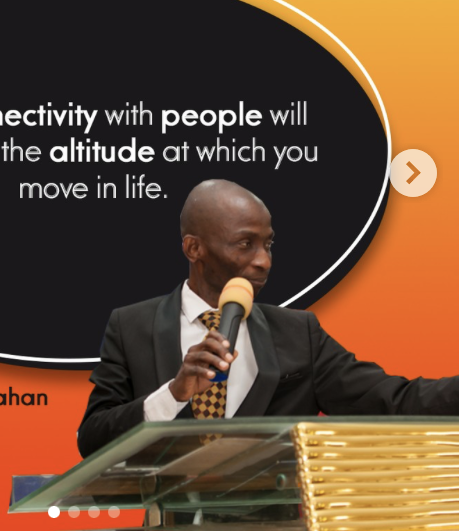 nectivity with people will
the altitude at which you
move in life.
ahan